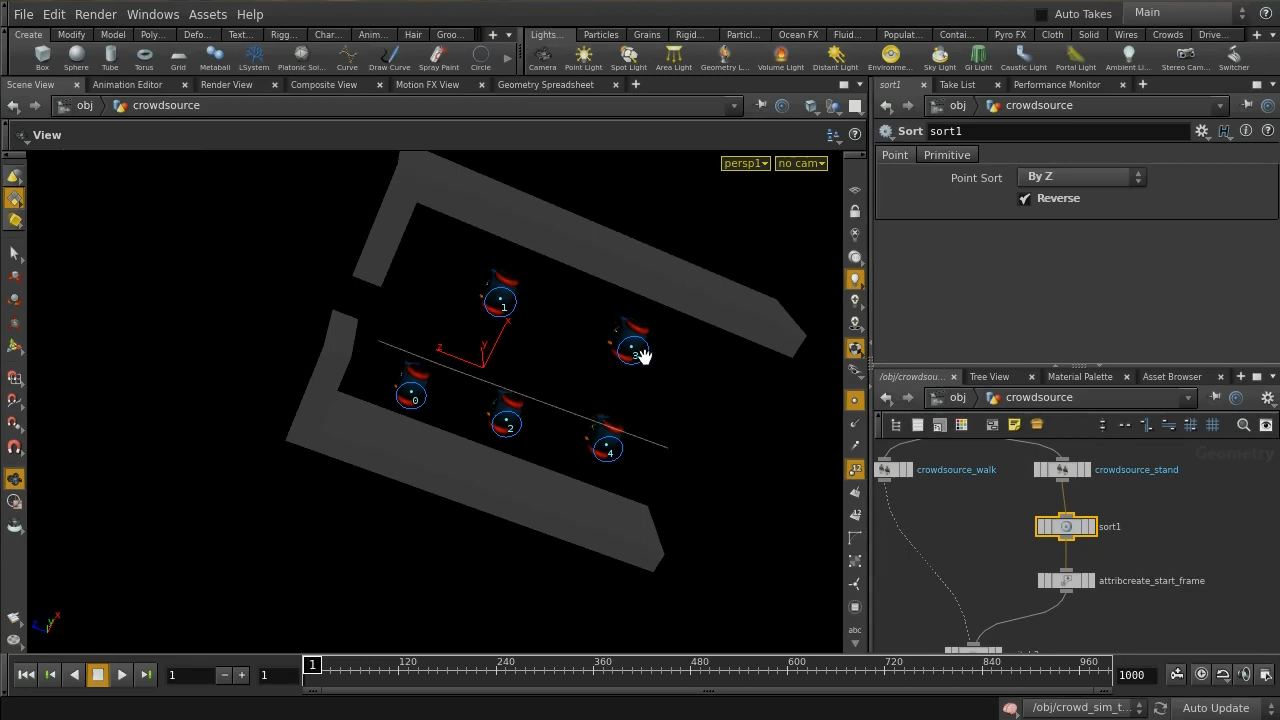 File Edit Render Windows Assets Help Auto Takes Main
Create Modify Model Poly... Defo... Text... Rigg... Char... Anim... Hair Groo... Lights... Particles Grains Rigid... Particl... Ocean FX Fluid... Populat... Contai... Pyro FX Cloth Solid Wires Crowds Drive...
Box Sphere Tube Torus Grid Metaball LSystem Platonic Sol... Curve Draw Curve Spray Paint Circle Camera Point Light Spot Light Area Light Geometry L... Volume Light Distant Light Environme... Sky Light GI Light Caustic Light Portal Light Ambient Li... Stereo Cam... Switcher
Scene View Animation Editor Render View Composite View Motion FX View Geometry Spreadsheet sort1 Take List Performance Monitor
obj crowdsource obj crowdsource
View
Sort sort1
Point Primitive
persp1 no cam
Point Sort By Z
Reverse
1
x
3
y
z
0
2
4
/obj/crowdsou... Tree View Material Palette Asset Browser
obj crowdsource
Geometry
crowdsource_walk crowdsource_stand
sort1
attribcreate_start_frame
12
12
abc
x
y
z
1 1 1 120 240 360 480 600 720 840 960 1000
/obj/crowd_sim_t... Auto Update